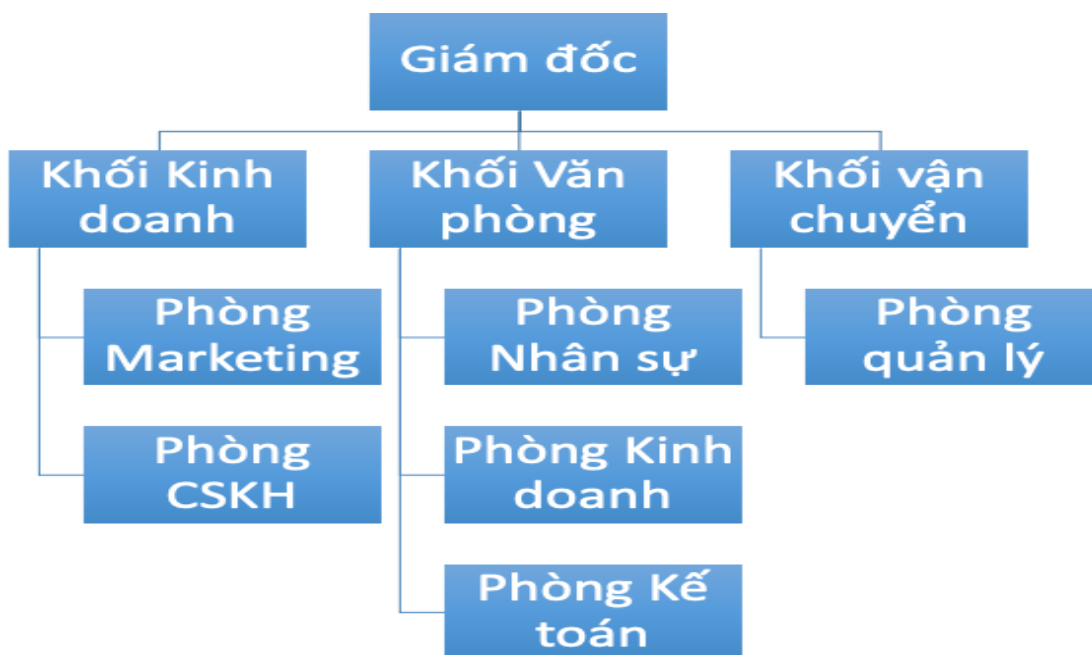 Giám đốc
Khối Kinh
doanh
Khối Văn
phòng
Khối vận
chuyển
Phòng
Marketing
Phòng
Nhân sự
Phòng
quản lý
Phòng
CSKH
Phòng Kinh
doanh
Phòng Kế
toán